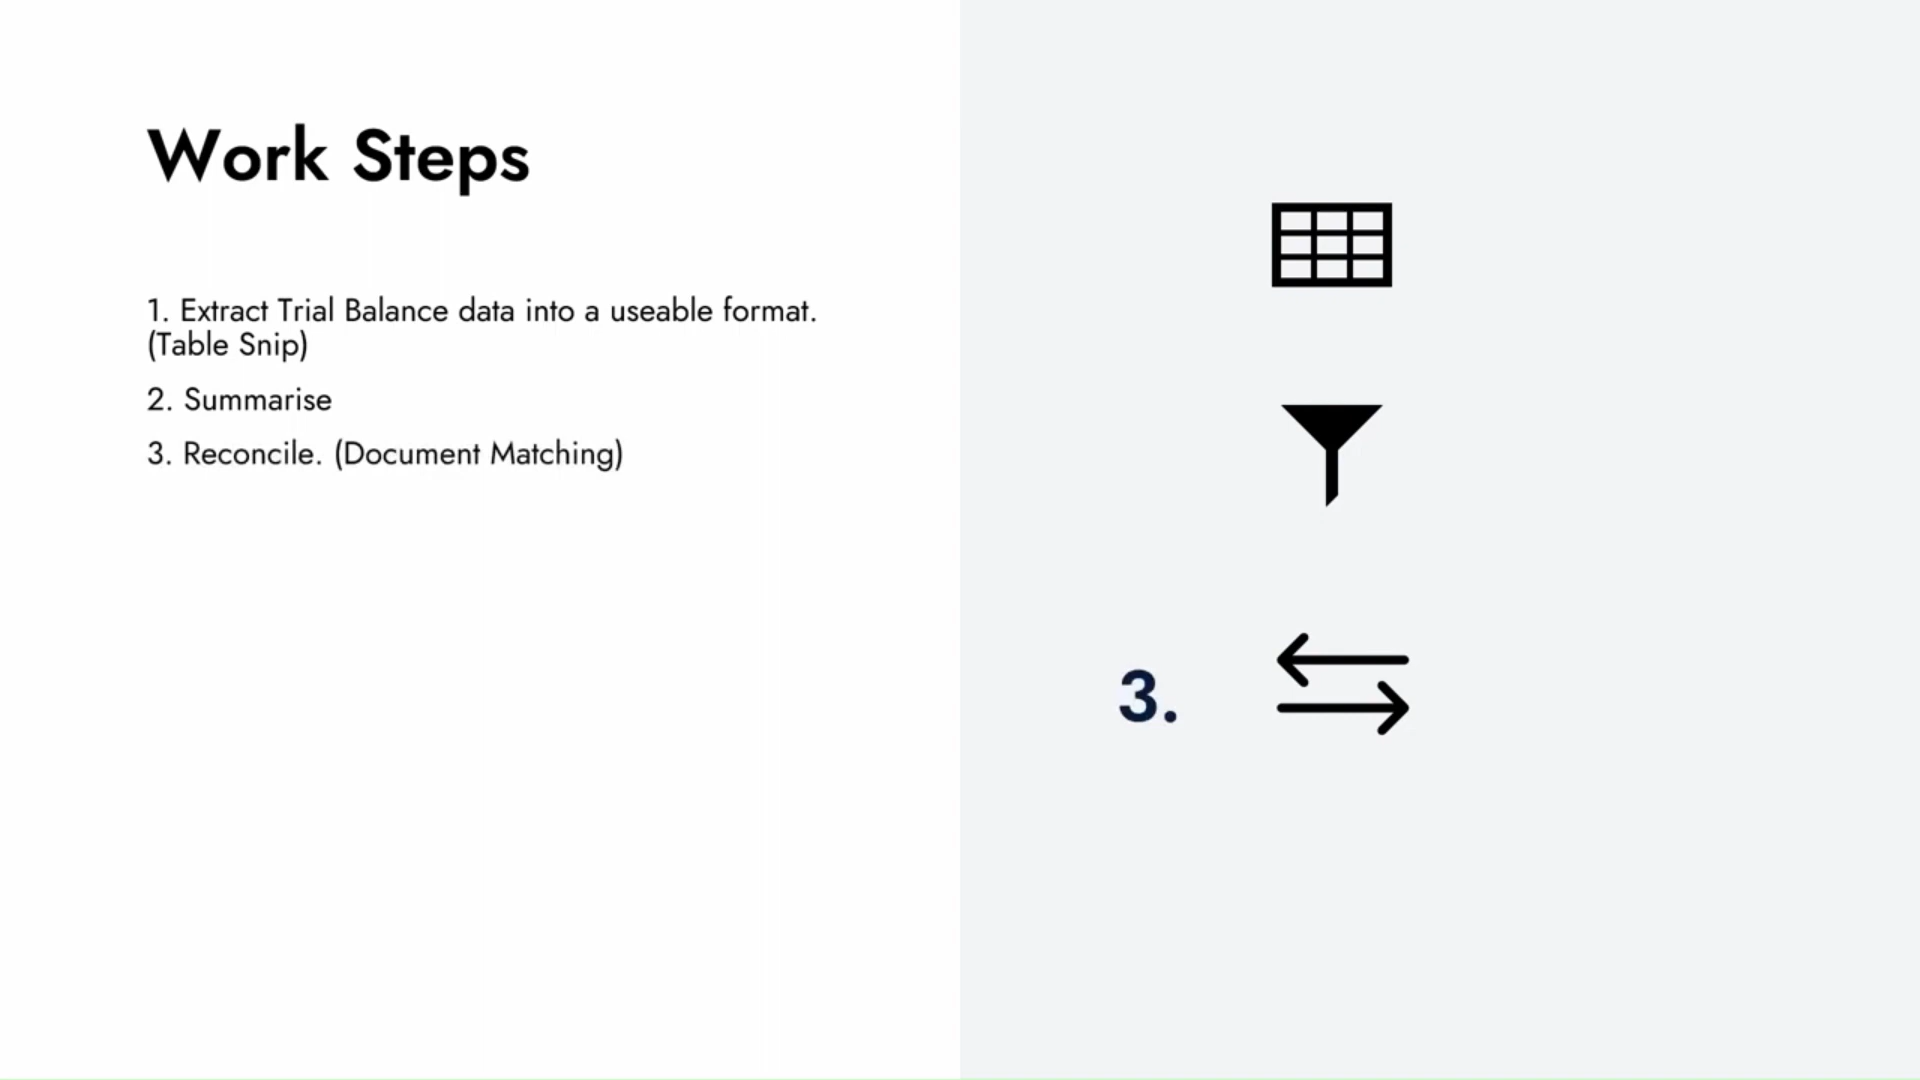 Work Steps
1. Extract Trial Balance data into a useable format.
(Table Snip)
2. Summarise
3. Reconcile. (Document Matching)
3.